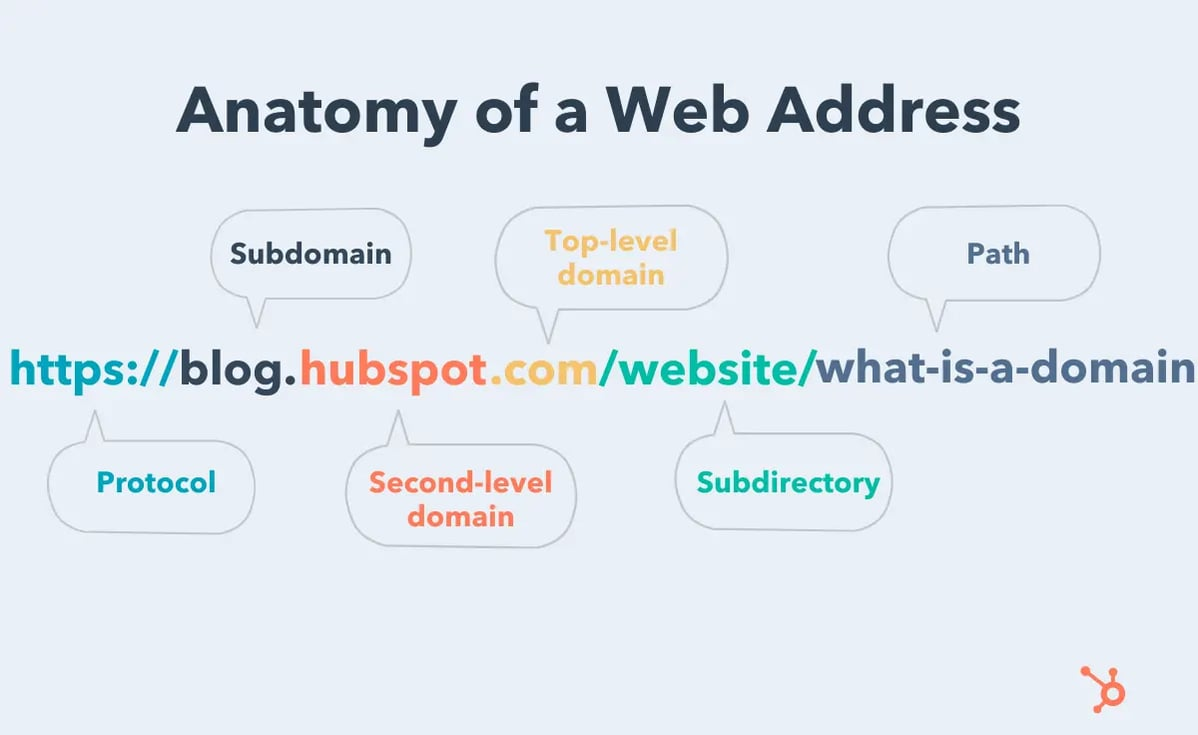 Anatomy of a Web Address
Subdomain
Top-level
domain
Path
https://blog.hubspot.com/website/what-is-a-domain
Protocol
Second-level
domain
Subdirectory